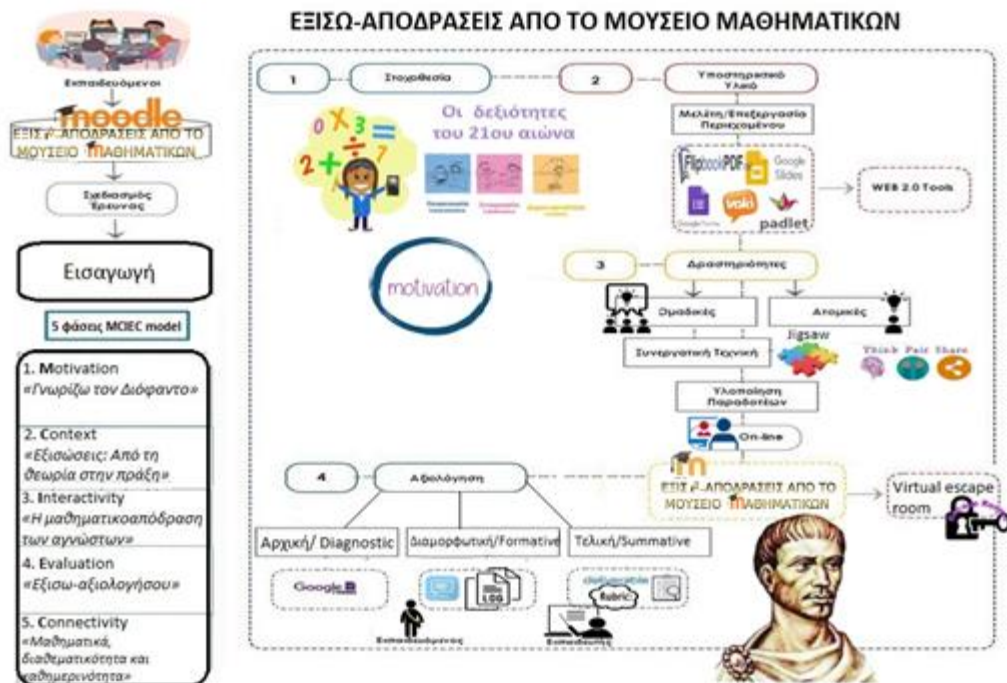 ΕΞΙΣΩ-ΑΠΟΔΡΑΣΕΙΣ ΑΠΟ ΤΟ ΜΟΥΣΕΙΟ ΜΑΘΗΜΑΤΙΚΩΝ
Εκπαιδευόμενοι
moodle
ΕΞΙΣ -ΑΠΟΔΡΑΣΕΙΣ ΑΠΟ ΤΟ
ΜΟΥΣΕΙΟ mΑΘΗΜΑΤΙΚΩΝ
Σχεδιασμός
Έρευνας
Εισαγωγή
5 φάσεις MCIEC model
1. Motivation
«Γνωρίζω τον Διόφαντο»
2. Context
«Εξισώσεις: Από τη
θεωρία στην πράξη»
3. Interactivity
«Η μαθηματικοαπόδραση
των αγνώστων»
4. Evaluation
«Εξισω-αξιολογήσου»
5. Connectivity
«Μαθηματικά,
διαθεματικότητα και
καθημερινότητα»
1
Στοχοθεσία
2
Υποστηρικτικό
Υλικό
Οι δεξιότητες
του 21ου αιώνα
motivation
Μελέτη/Επεξεργασία
Περιεχομένου
FlipbookPDF
Google
Slides
Google Forms
voki
padlet
WEB 2.0 Tools
3
Δραστηριότητες
Ομαδικές
Ατομικές
Συνεργατική Τεχνική
Jigsaw
Think Pair Share
Υλοποίηση
Παραδοτέων
On-line
4
Αξιολόγηση
ΕΞΙΣ -ΑΠΟΔΡΑΣΕΙΣ ΑΠΟ ΤΟ
ΜΟΥΣΕΙΟ mΑΘΗΜΑΤΙΚΩΝ
Virtual escape
room
Αρχική/ Diagnostic
Διαμορφωτική/Formative
Τελική/Summative
Google
LOG
deliverable
Rubric
Εκπαιδευόμενος
Εκπαιδευτής